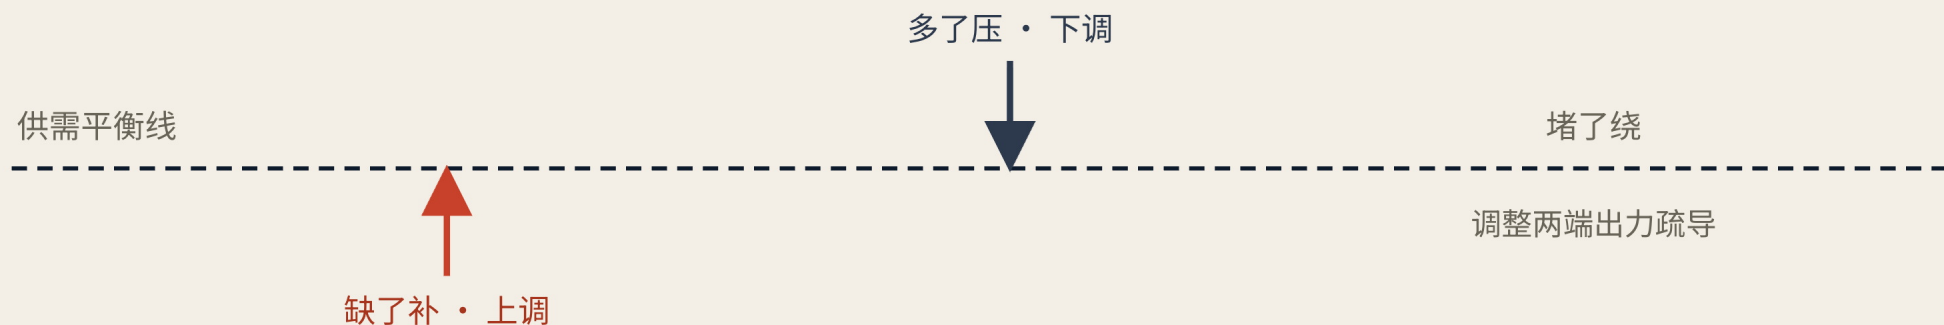 多了压 · 下调
供需平衡线
堵了绕
调整两端出力疏导
缺了补 · 上调